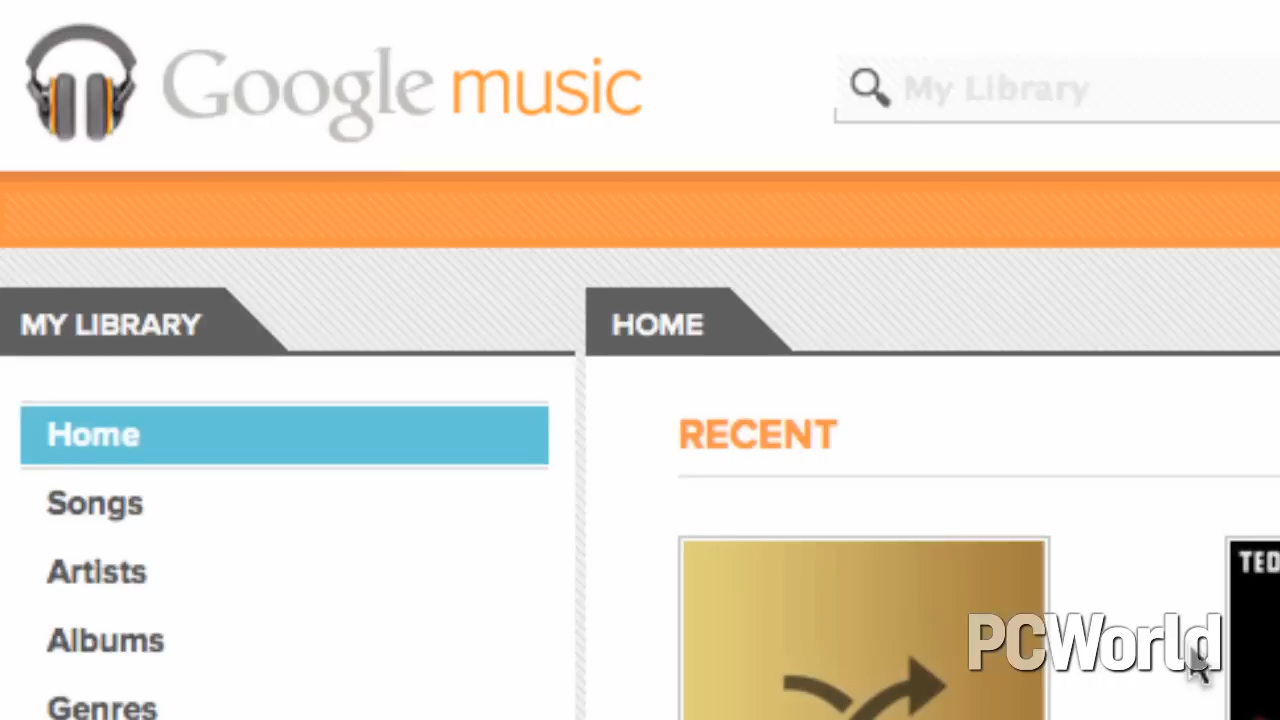 Google music
My Library
MY LIBRARY
HOME
Home
RECENT
Songs
Artists
TED
Albums
PCWorld
Genres